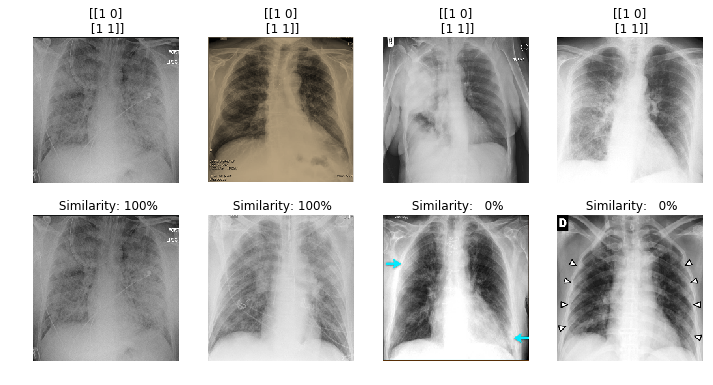 [[1 0]
[1 1]]
[[1 0]
[1 1]]
[[1 0]
[1 1]]
[[1 0]
[1 1]]
Similarity: 100%
Similarity: 100%
Similarity: 0%
Similarity: 0%
D